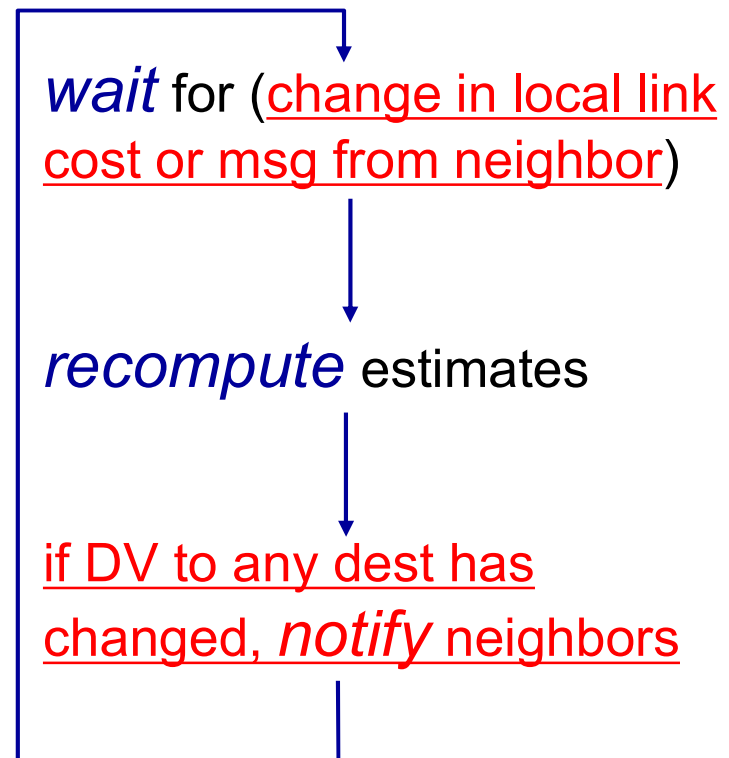 wait for (change in local link
cost or msg from neighbor)
recompute estimates
if DV to any dest has
changed, notify neighbors